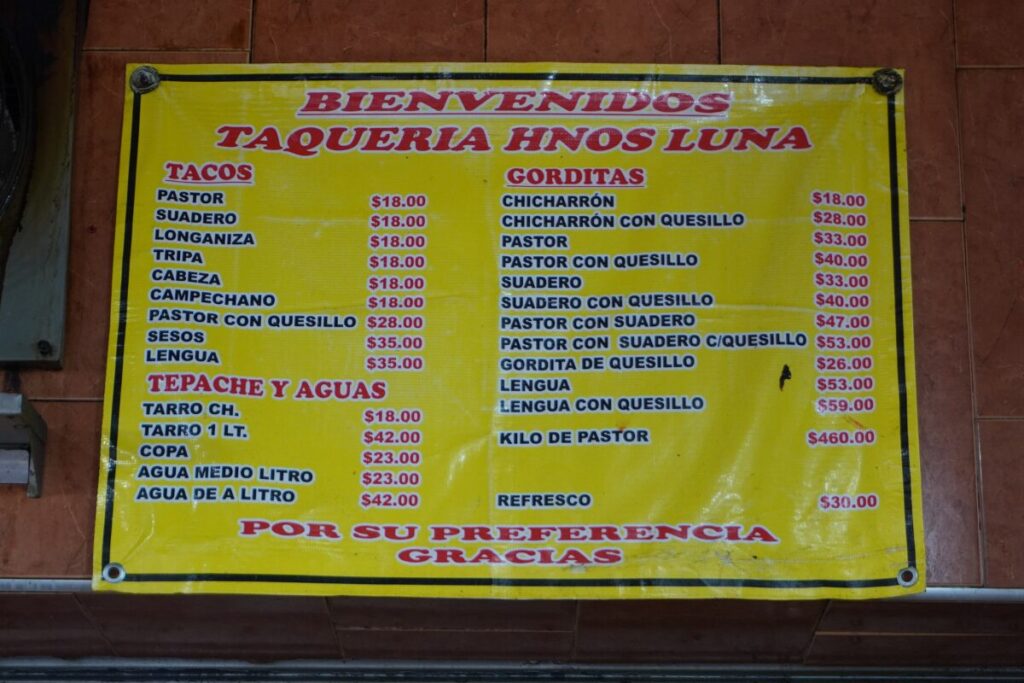 BIENVENIDOS
TAQUERIA HNOS LUNA
TACOS
PASTOR $18.00
SUADERO $18.00
LONGANIZA $18.00
TRIPA $18.00
CABEZA $18.00
CAMPECHANO $18.00
PASTOR CON QUESILLO $28.00
SESOS $35.00
LENGUA $35.00
TEPACHE Y AGUAS
TARRO CH. $18.00
TARRO 1 LT. $42.00
COPA $23.00
AGUA MEDIO LITRO $23.00
AGUA DE A LITRO $42.00
GORDITAS
CHICHARRÓN $18.00
CHICHARRÓN CON QUESILLO $28.00
PASTOR $33.00
PASTOR CON QUESILLO $40.00
SUADERO $33.00
SUADERO CON QUESILLO $40.00
PASTOR CON SUADERO $47.00
PASTOR CON SUADERO C/QUESILLO $53.00
GORDITA DE QUESILLO $26.00
LENGUA $53.00
LENGUA CON QUESILLO $59.00
KILO DE PASTOR $460.00
REFRESCO $30.00
POR SU PREFERENCIA
GRACIAS